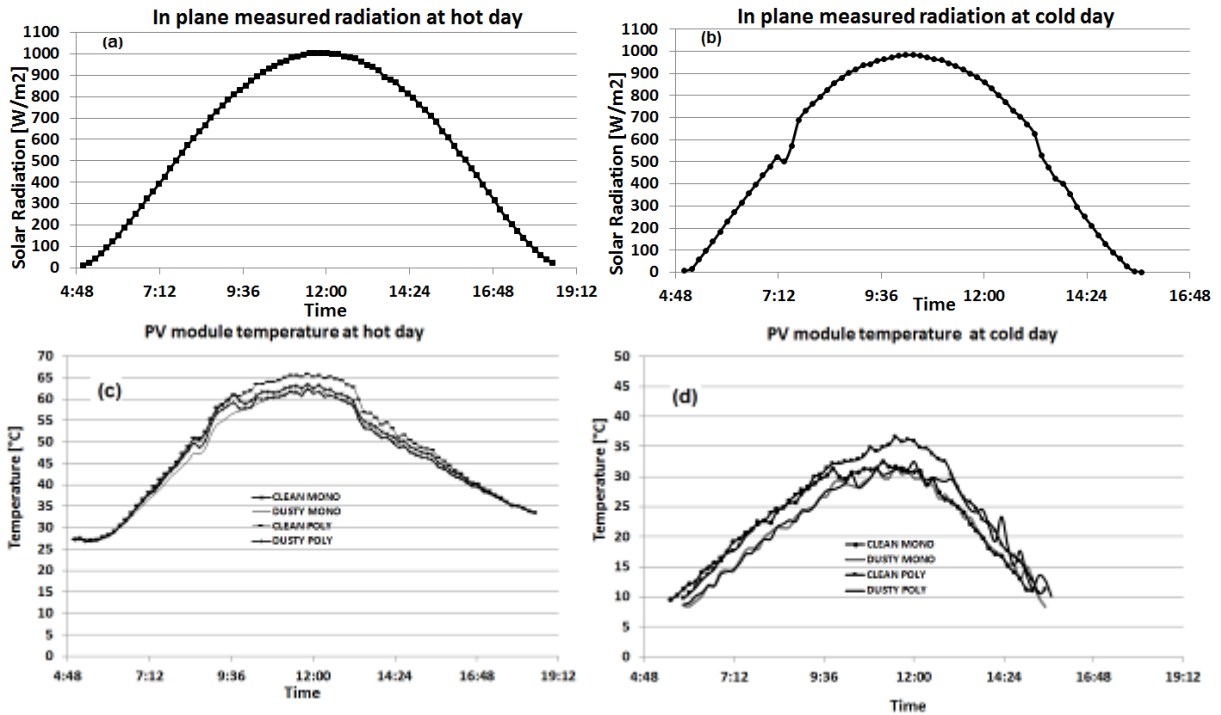 In plane measured radiation at hot day
(a)
Solar Radiation [W/m2]
1100
1000
900
800
700
600
500
400
300
200
100
0
4:48 7:12 9:36 12:00 14:24 16:48 19:12
Time
In plane measured radiation at cold day
(b)
Solar Radiation [W/m2]
1100
1000
900
800
700
600
500
400
300
200
100
0
4:48 7:12 9:36 12:00 14:24 16:48
Time
PV module temperature at hot day
(c)
Temperature [°C]
70
65
60
55
50
45
40
35
30
25
20
15
10
5
0
CLEAN MONO
DUSTY MONO
CLEAN POLY
DUSTY POLY
4:48 7:12 9:36 12:00 14:24 16:48 19:12
Time
PV module temperature at cold day
(d)
Temperature [°C]
50
45
40
35
30
25
20
15
10
5
0
CLEAN MONO
DUSTY MONO
CLEAN POLY
DUSTY POLY
4:48 7:12 9:36 12:00 14:24 16:48 19:12
Time